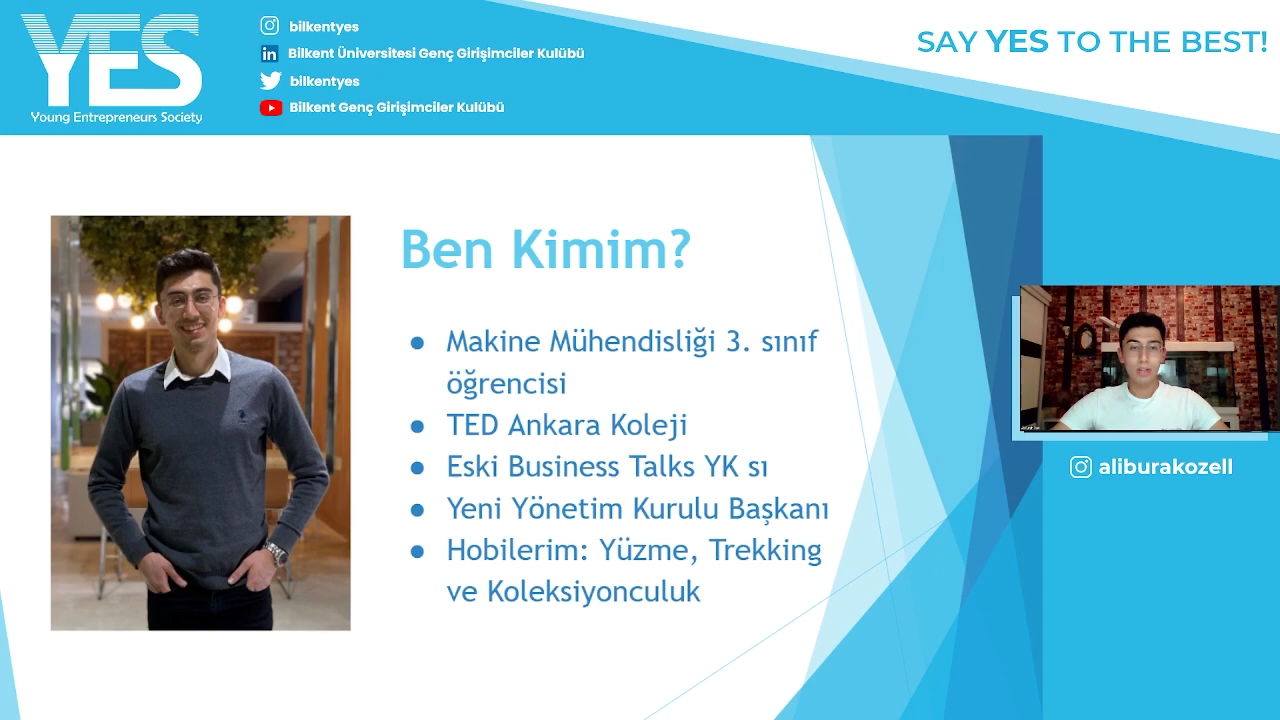 YES
Young Entrepreneurs Society
bilkentyes
in Bilkent Üniversitesi Genç Girişimciler Kulübü
bilkentyes
Bilkent Genç Girişimciler Kulübü
SAY YES TO THE BEST!
Ben Kimim?
● Makine Mühendisliği 3. sınıf
öğrencisi
● TED Ankara Koleji
● Eski Business Talks YK sı
● Yeni Yönetim Kurulu Başkanı
● Hobilerim: Yüzme, Trekking
ve Koleksiyonculuk
aliburakozell